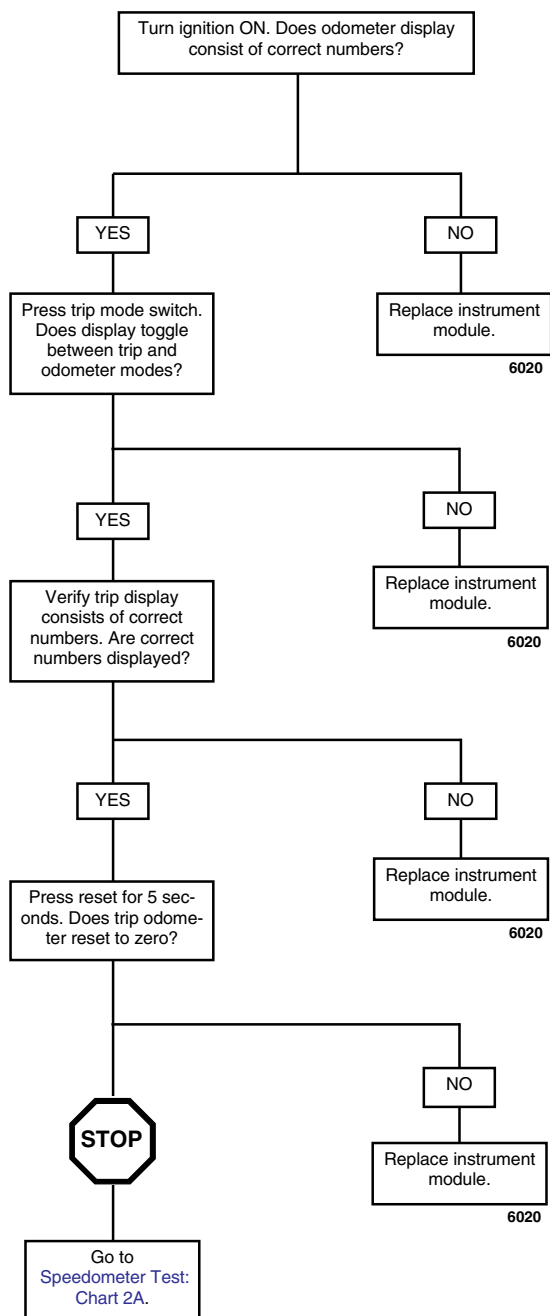 Turn ignition ON. Does odometer display
consist of correct numbers?
YES
NO
Press trip mode switch.
Does display toggle
between trip and
odometer modes?
Replace instrument
module.
6020
YES
NO
Verify trip display
consists of correct
numbers. Are correct
numbers displayed?
Replace instrument
module.
6020
YES
NO
Press reset for 5 sec-
onds. Does trip odome-
ter reset to zero?
Replace instrument
module.
6020
STOP
NO
Replace instrument
module.
6020
Go to
Speedometer Test:
Chart 2A.